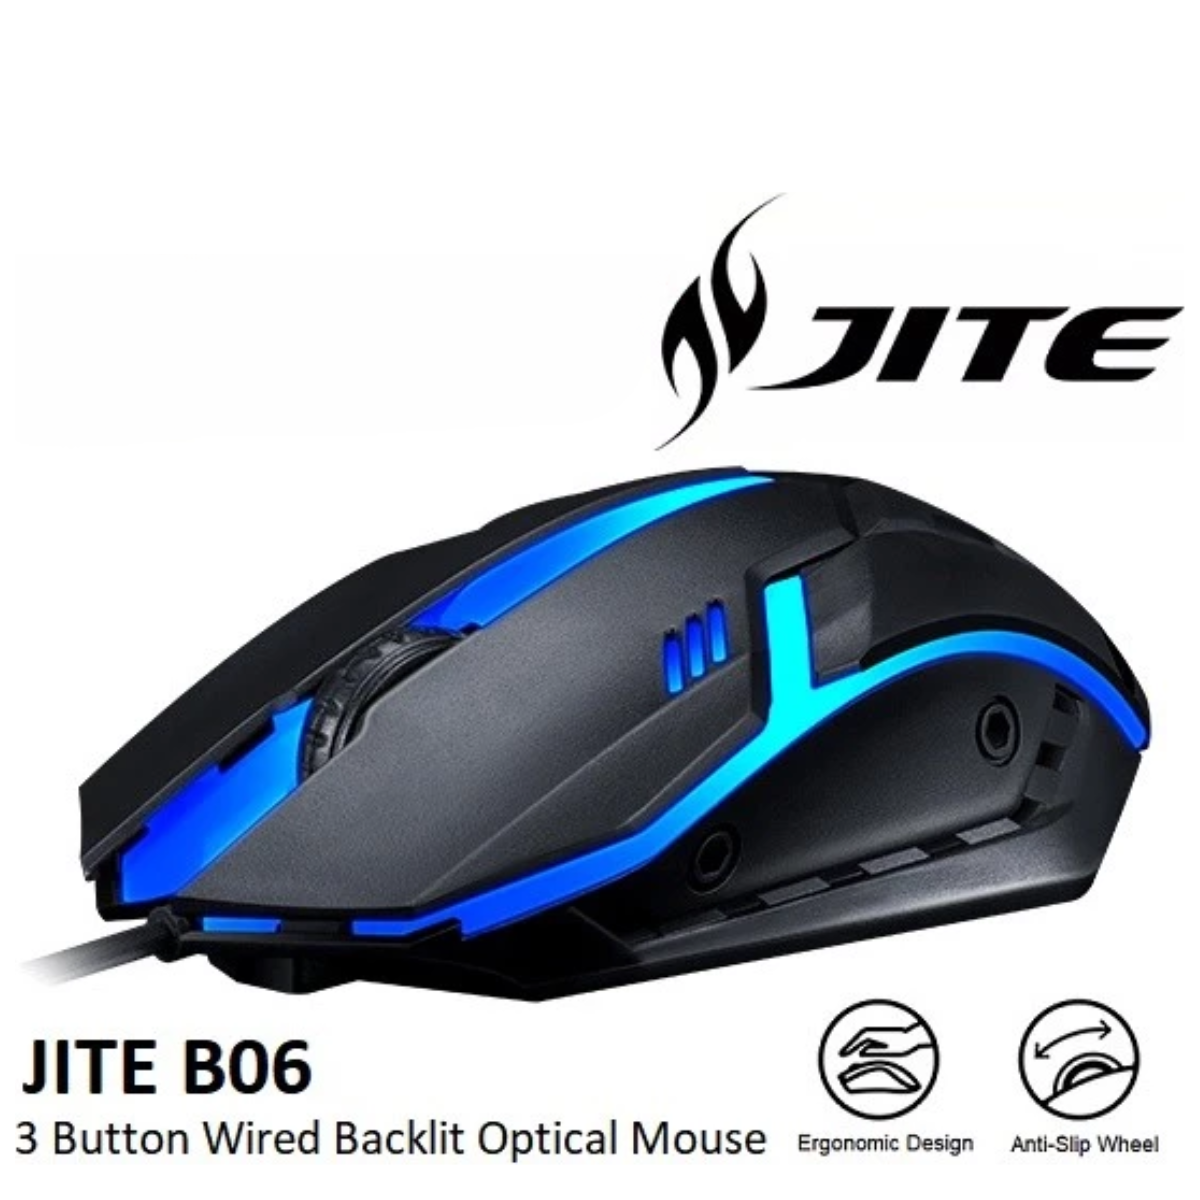 JITE
JITE B06
3 Button Wired Backlit Optical Mouse
Ergonomic Design
Anti-Slip Wheel